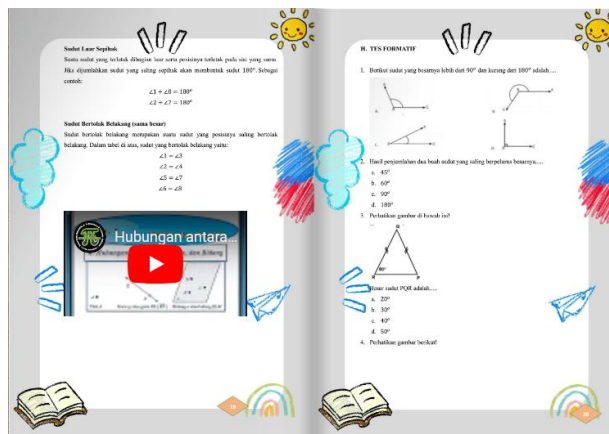 Sudut Luar Sepihak
Suatu sudut yang terletak dibagian luar serta posisinya terletak pada sisi yang sama.
Jika dijumlahkan sudut yang saling sepihak akan membentuk sudut 180°. Sebagai
contoh:
∠1 + ∠8 = 180°
∠2 + ∠7 = 180°
Sudut Bertolak Belakang (sama besar)
Sudut bertolak belakang merupakan suatu sudut yang posisinya saling bertolak
belakang. Dalam tabel di atas, sudut yang bertolak belakang yaitu:
∠1 = ∠3
∠2 = ∠4
∠5 = ∠7
∠6 = ∠8
Hubungan antara...
H. TES FORMATIF
1. Berikut sudut yang besarnya lebih dari 90° dan kurang dari 180° adalah....
2. Hasil penjumlahan dua buah sudut yang saling berpelurus besarnya....
a. 45°
b. 60°
c. 90°
d. 180°
3. Perhatikan gambar di bawah ini!
80°
Besar sudut PQR adalah....
a. 20°
b. 30°
c. 40°
d. 50°
4. Perhatikan gambar berikut!